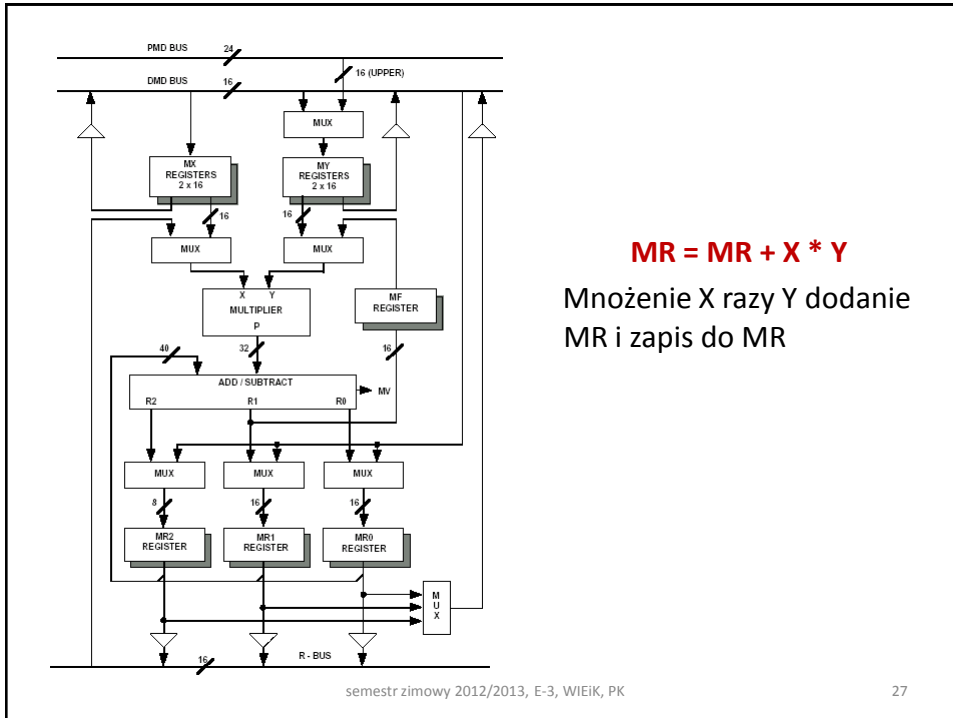 PMD BUS 24
16 (UPPER)
DMD BUS 16
MUX
MX
REGISTERS
2 x 16
MY
REGISTERS
2 x 16
16
16
MUX
MUX
X Y
MULTIPLIER
P
MF
REGISTER
40
32
16
ADD / SUBTRACT
MV
R2 R1 R0
MUX
MUX
MUX
8
16
16
MR2
REGISTER
MR1
REGISTER
MR0
REGISTER
M
U
X
16
R - BUS
MR = MR + X * Y
Mnożenie X razy Y dodanie
MR i zapis do MR
semestr zimowy 2012/2013, E-3, WIEiK, PK
27